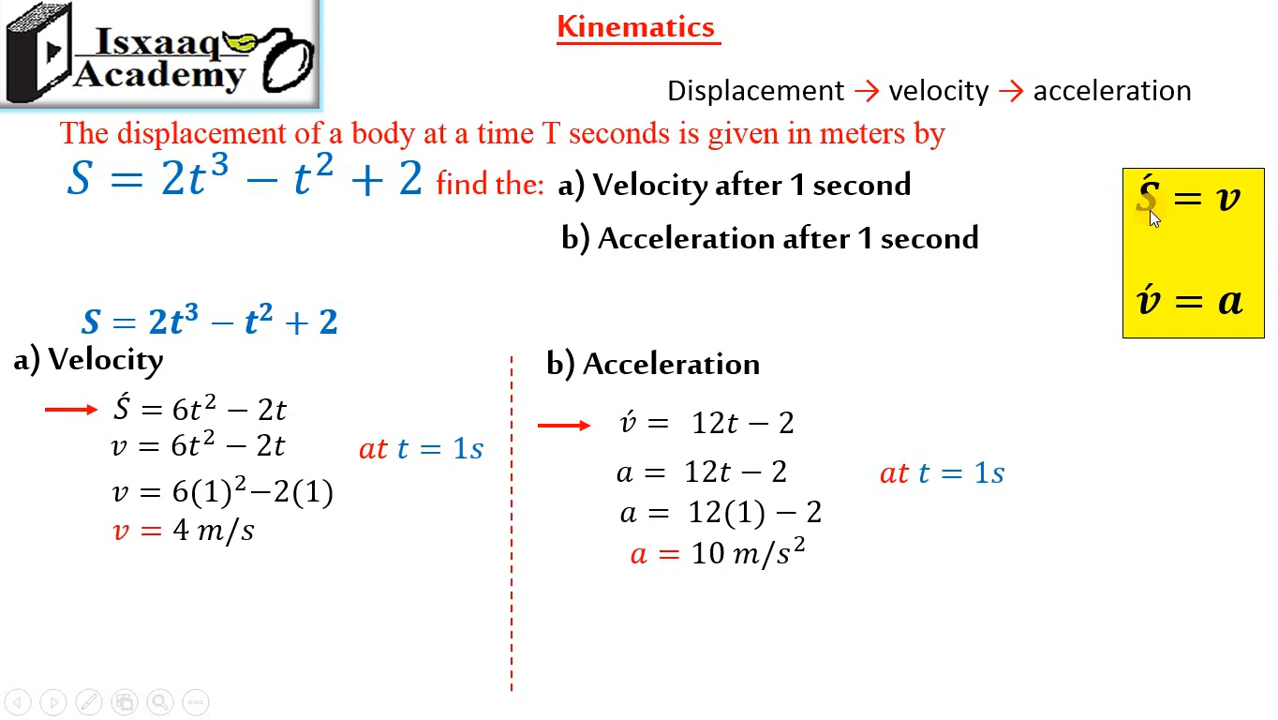 Isxaaq
Academy
Kinematics
Displacement → velocity → acceleration
The displacement of a body at a time T seconds is given in meters by
S = 2t³ − t² + 2 find the: a) Velocity after 1 second
b) Acceleration after 1 second
Ś = v
v́ = a
S = 2t³ − t² + 2
a) Velocity
Ś = 6t² − 2t
v = 6t² − 2t at t = 1s
v = 6(1)²−2(1)
v = 4 m/s
b) Acceleration
v́ = 12t − 2
a = 12t − 2 at t = 1s
a = 12(1) − 2
a = 10 m/s²